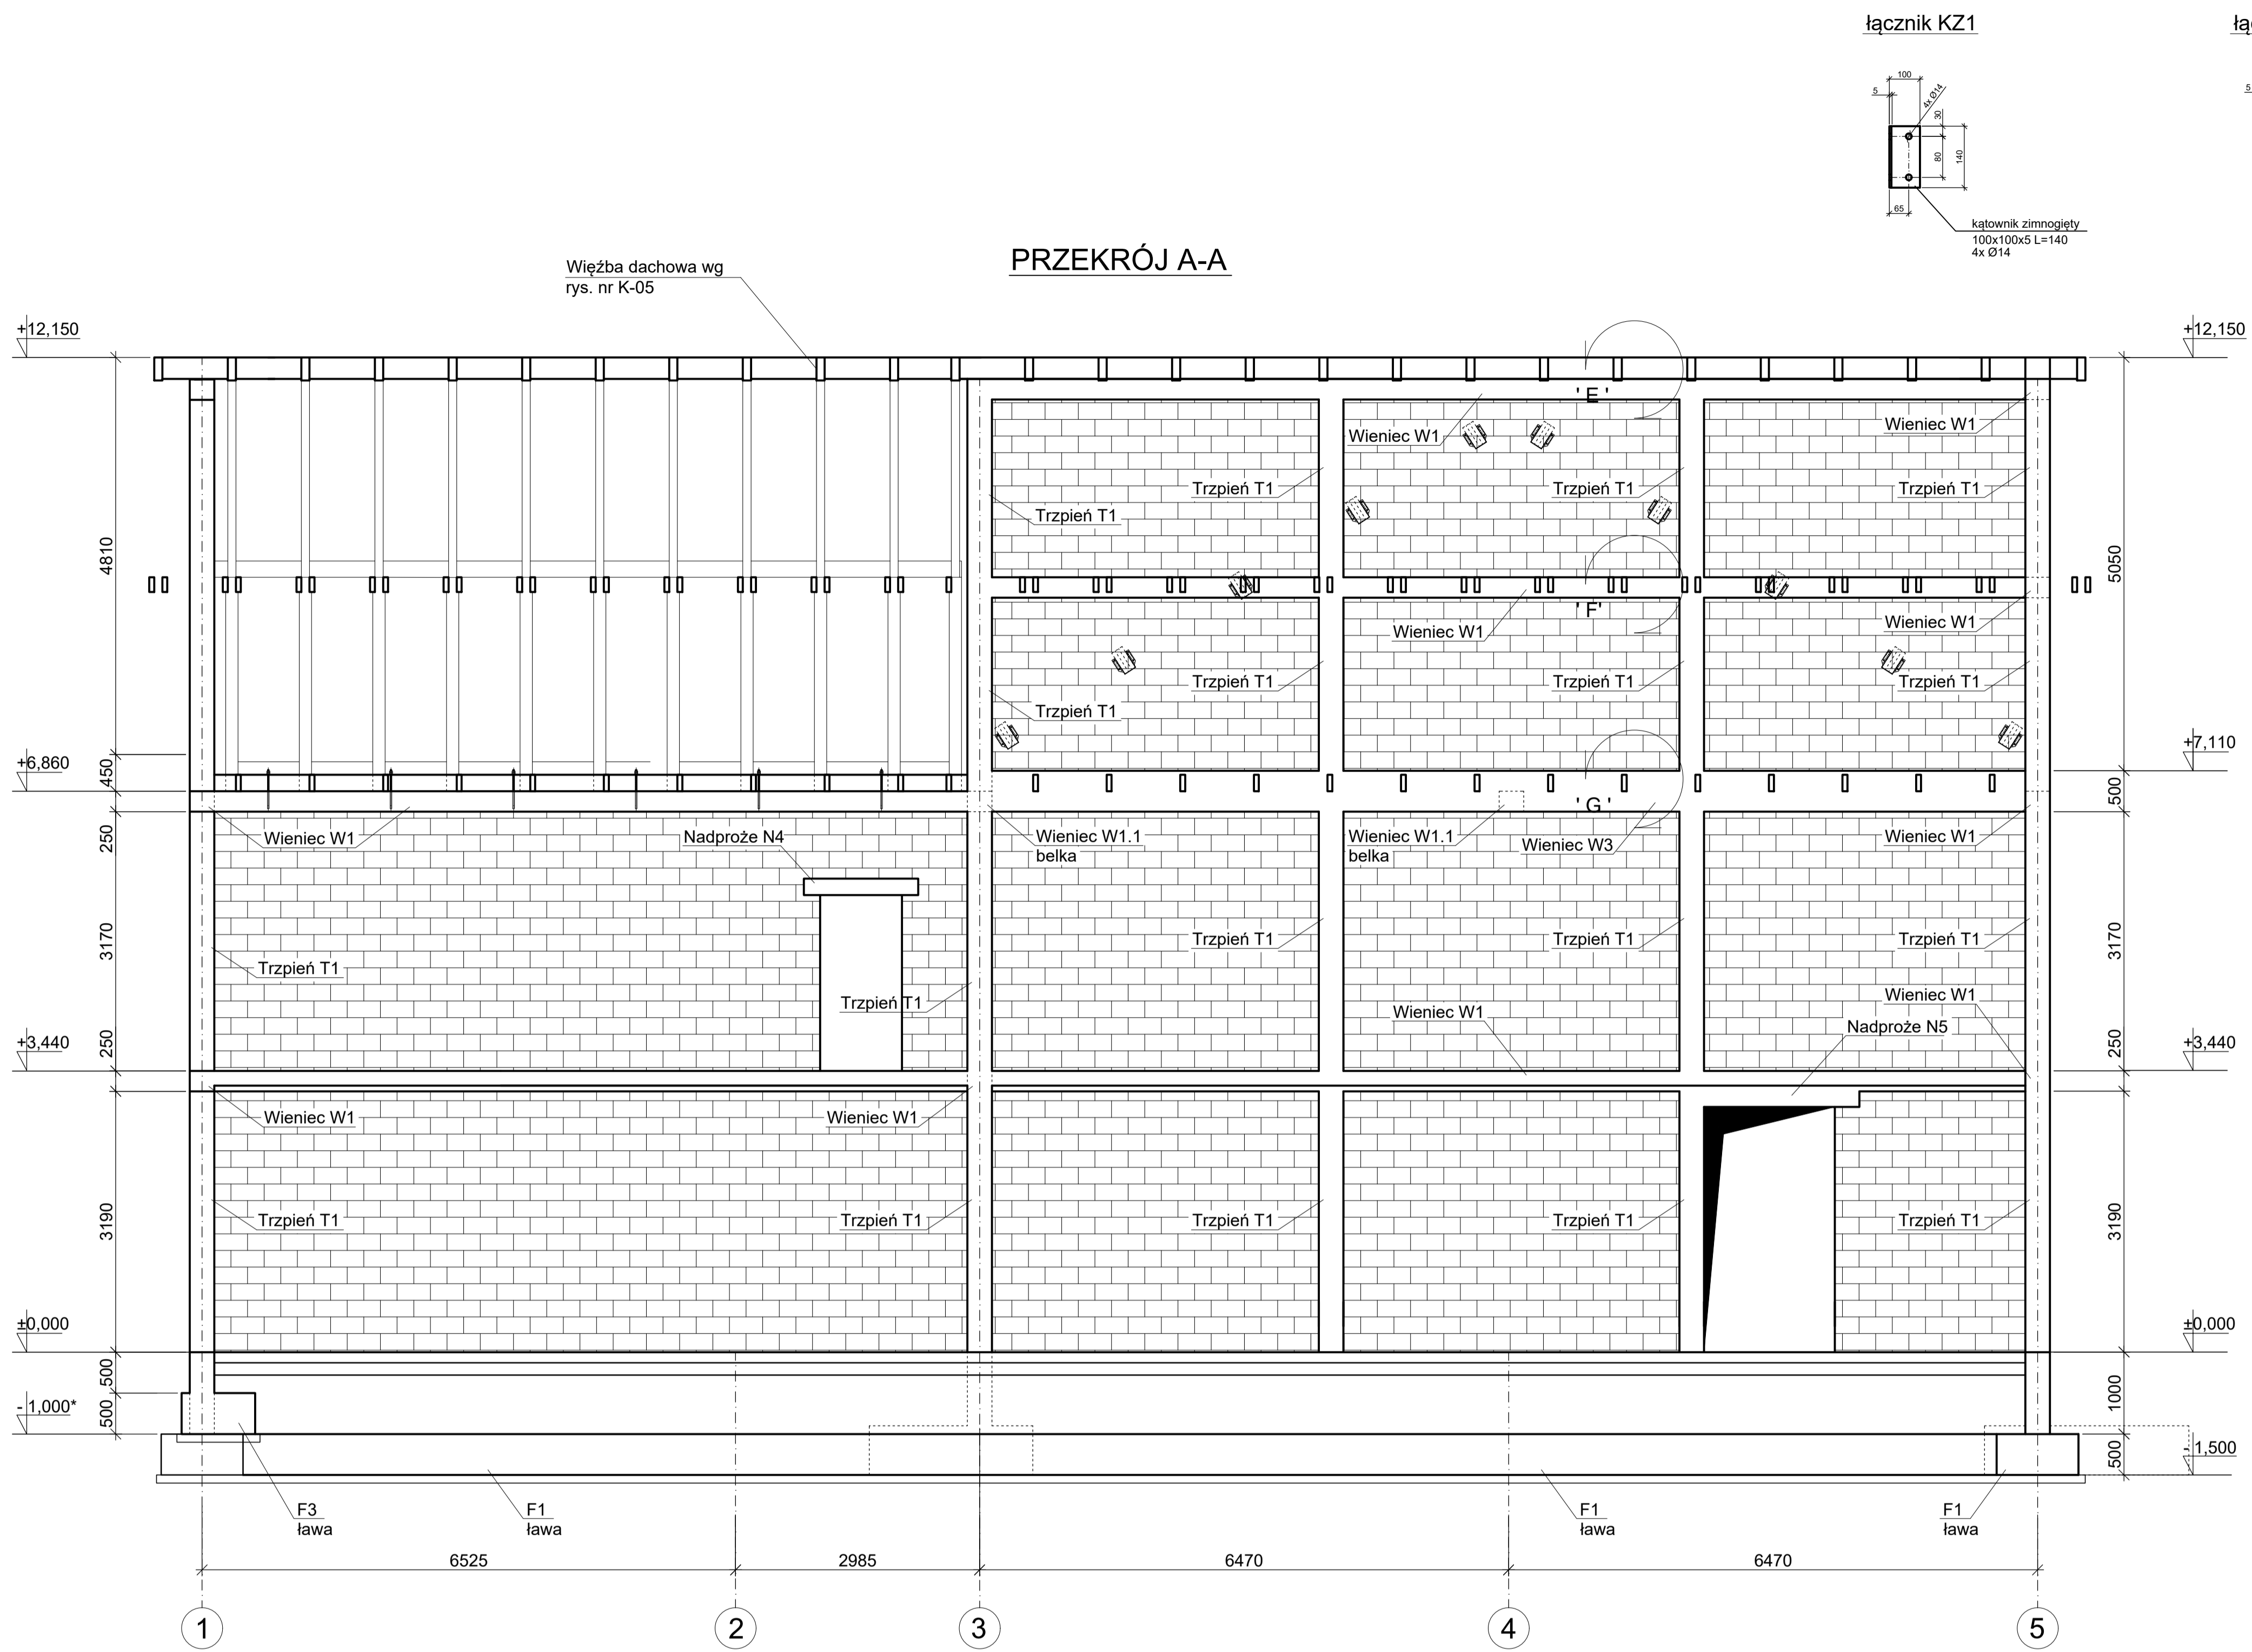 łącznik KZ1
łą
100
5
4x Ø14
30
80
140
65
5
kątownik zimnogięty
100x100x5 L=140
4x Ø14
PRZEKRÓJ A-A
Więźba dachowa wg
rys. nr K-05
+12,150
+12,150
' E '
Wieniec W1
Wieniec W1
Trzpień T1
Trzpień T1
Trzpień T1
Trzpień T1
4810
5050
' F'
Wieniec W1
Wieniec W1
Trzpień T1
Trzpień T1
Trzpień T1
Trzpień T1
+6,860
450
+7,110
500
' G '
250
Wieniec W1
Nadproże N4
Wieniec W1.1
belka
Wieniec W1.1
belka
Wieniec W3
Wieniec W1
3170
3170
Trzpień T1
Trzpień T1
Trzpień T1
Trzpień T1
Trzpień T1
Wieniec W1
Wieniec W1
Nadproże N5
+3,440
250
250
+3,440
Wieniec W1
Wieniec W1
3190
3190
Trzpień T1
Trzpień T1
Trzpień T1
Trzpień T1
Trzpień T1
±0,000
±0,000
500
1000
- 1,000*
500
500
- 1,500
F3
ława
F1
ława
F1
ława
F1
ława
6525
2985
6470
6470
1
2
3
4
5